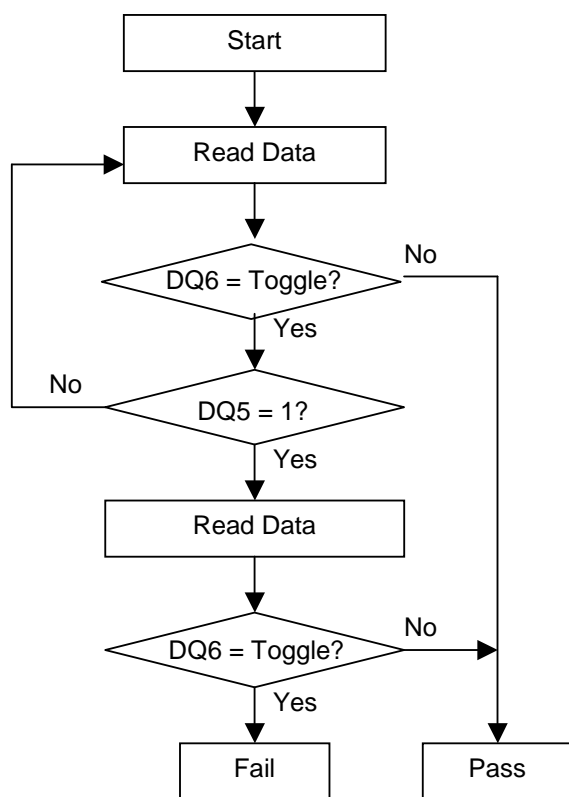 Start
Read Data
DQ6 = Toggle?
No
Yes
No
DQ5 = 1?
Yes
Read Data
DQ6 = Toggle?
No
Yes
Fail
Pass